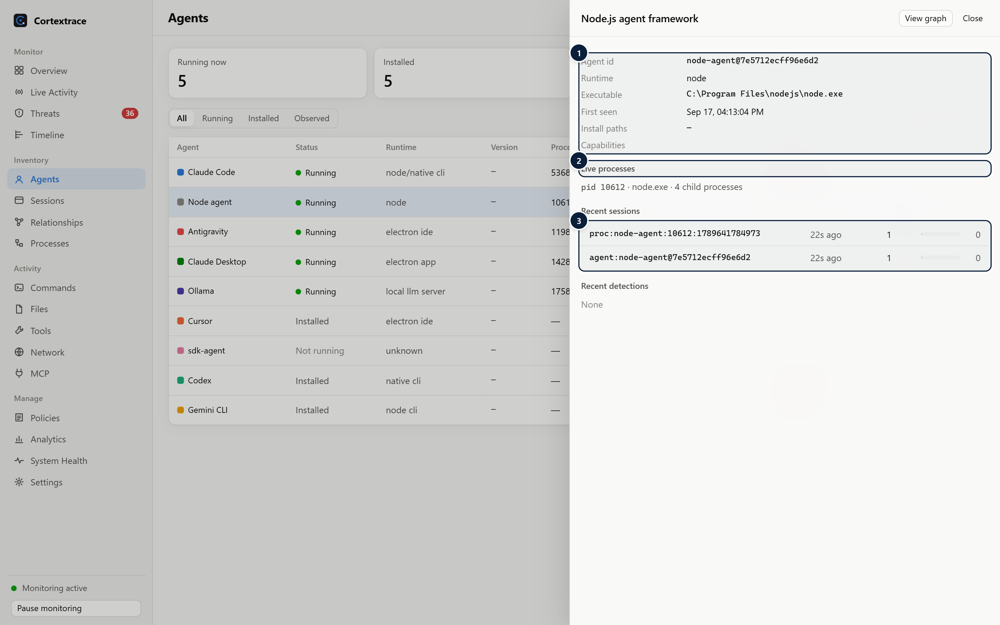 Cortextrace
Monitor
Overview
Live Activity
Threats 36
Timeline
Inventory
Agents
Sessions
Relationships
Processes
Activity
Commands
Files
Tools
Network
MCP
Manage
Policies
Analytics
System Health
Settings
Monitoring active
Pause monitoring
Agents
Running now
5
Installed
5
All Running Installed Observed
Agent Status Runtime Version Proce
Claude Code Running node/native cli – 5368
Node agent Running node – 1061
Antigravity Running electron ide – 1198
Claude Desktop Running electron app – 1428
Ollama Running local llm server – 1758
Cursor Installed electron ide – —
sdk-agent Not running unknown – —
Codex Installed native cli – —
Gemini CLI Installed node cli – —
Node.js agent framework View graph Close
1
Agent id node-agent@7e5712ecff96e6d2
Runtime node
Executable C:\Program Files\nodejs\node.exe
First seen Sep 17, 04:13:04 PM
Install paths –
Capabilities
2
Live processes
pid 10612 · node.exe · 4 child processes
Recent sessions
3
proc:node-agent:10612:1789641784973 22s ago 1 0
agent:node-agent@7e5712ecff96e6d2 22s ago 1 0
Recent detections
None